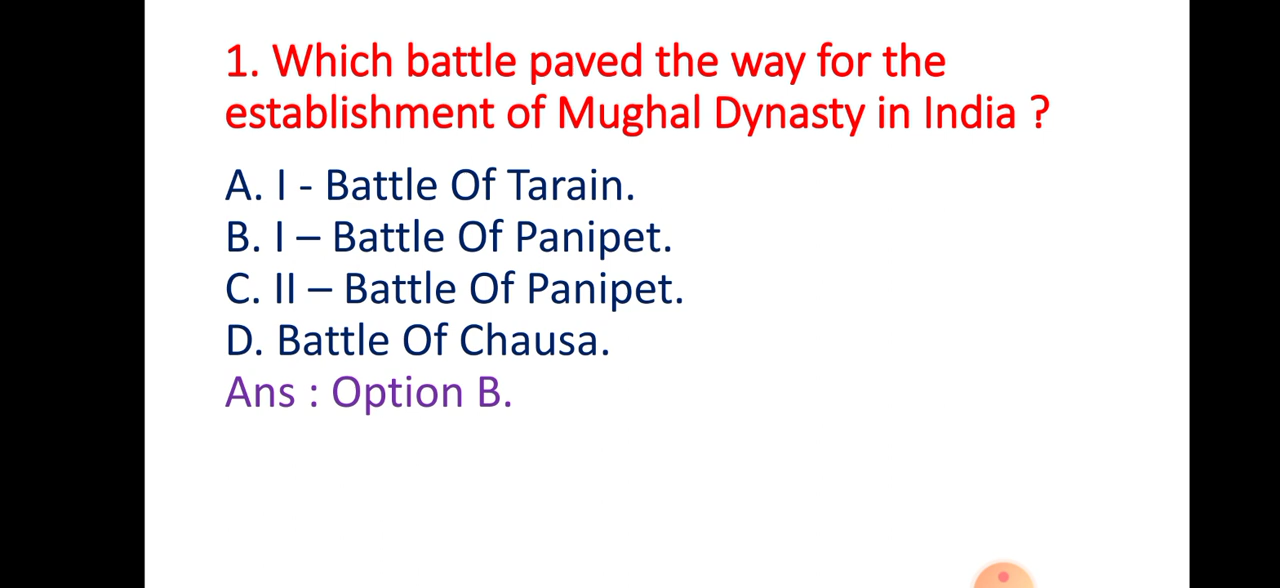 1. Which battle paved the way for the
establishment of Mughal Dynasty in India ?
A. I - Battle Of Tarain.
B. I – Battle Of Panipet.
C. II – Battle Of Panipet.
D. Battle Of Chausa.
Ans : Option B.